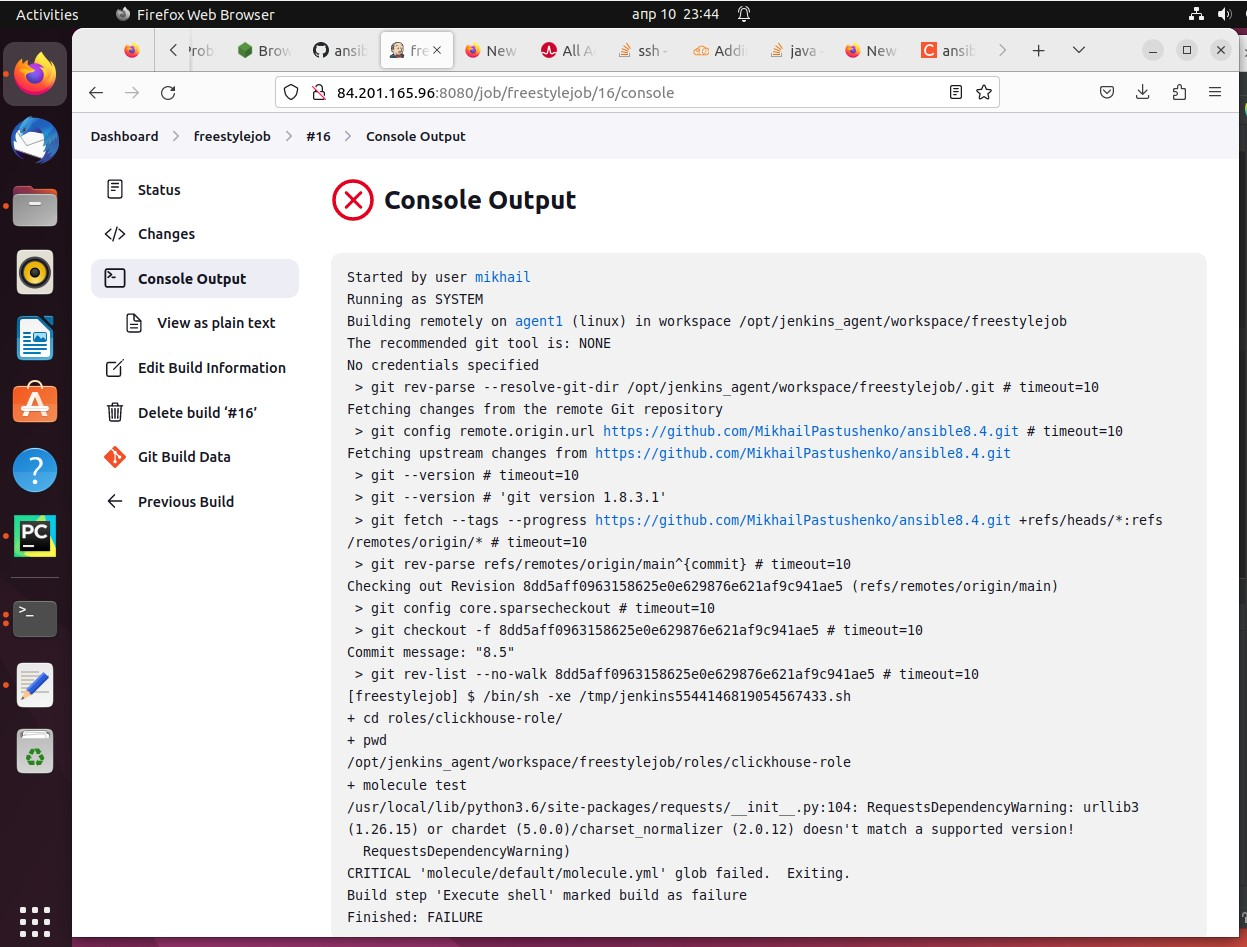 Activities
Firefox Web Browser
апр 10 23:44
Prob
Brow
ansib
fre
New
All A
ssh -
Addi
java
New
ansib
84.201.165.96:8080/job/freestylejob/16/console
Dashboard
freestylejob
#16
Console Output
Status
Changes
Console Output
View as plain text
Edit Build Information
Delete build ‘#16’
Git Build Data
Previous Build
PC
Console Output
Started by user mikhail
Running as SYSTEM
Building remotely on agent1 (linux) in workspace /opt/jenkins_agent/workspace/freestylejob
The recommended git tool is: NONE
No credentials specified
> git rev-parse --resolve-git-dir /opt/jenkins_agent/workspace/freestylejob/.git # timeout=10
Fetching changes from the remote Git repository
> git config remote.origin.url https://github.com/MikhailPastushenko/ansible8.4.git # timeout=10
Fetching upstream changes from https://github.com/MikhailPastushenko/ansible8.4.git
> git --version # timeout=10
> git --version # 'git version 1.8.3.1'
> git fetch --tags --progress https://github.com/MikhailPastushenko/ansible8.4.git +refs/heads/*:refs
/remotes/origin/* # timeout=10
> git rev-parse refs/remotes/origin/main^{commit} # timeout=10
Checking out Revision 8dd5aff0963158625e0e629876e621af9c941ae5 (refs/remotes/origin/main)
> git config core.sparsecheckout # timeout=10
> git checkout -f 8dd5aff0963158625e0e629876e621af9c941ae5 # timeout=10
Commit message: "8.5"
> git rev-list --no-walk 8dd5aff0963158625e0e629876e621af9c941ae5 # timeout=10
[freestylejob] $ /bin/sh -xe /tmp/jenkins5544146819054567433.sh
+ cd roles/clickhouse-role/
+ pwd
/opt/jenkins_agent/workspace/freestylejob/roles/clickhouse-role
+ molecule test
/usr/local/lib/python3.6/site-packages/requests/__init__.py:104: RequestsDependencyWarning: urllib3
(1.26.15) or chardet (5.0.0)/charset_normalizer (2.0.12) doesn't match a supported version!
RequestsDependencyWarning)
CRITICAL 'molecule/default/molecule.yml' glob failed.  Exiting.
Build step 'Execute shell' marked build as failure
Finished: FAILURE